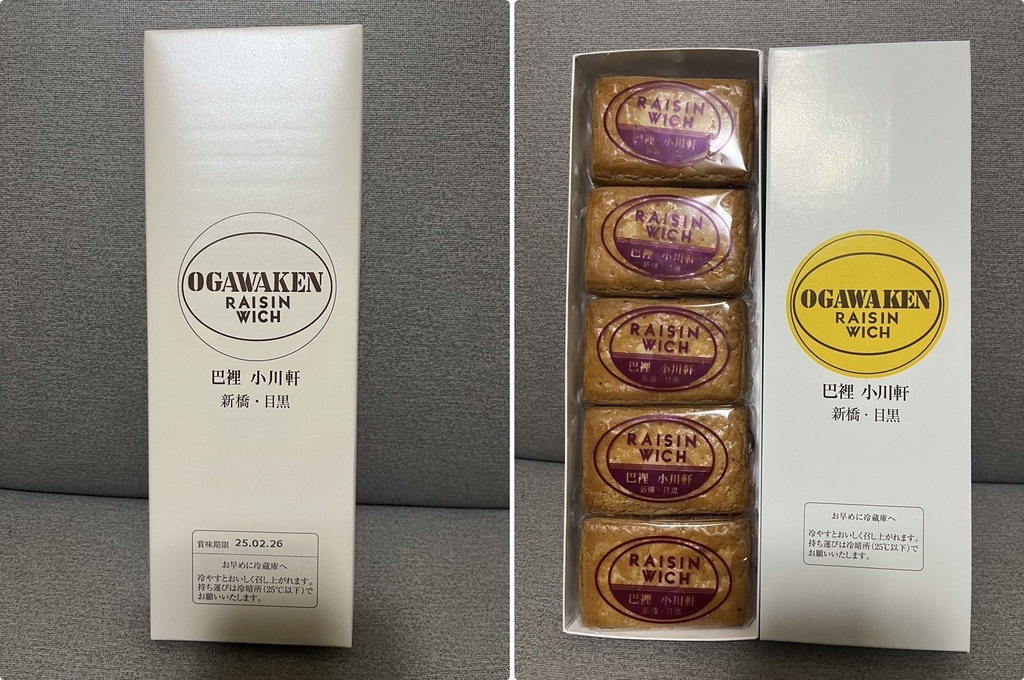 OGAWAKEN
RAISIN
WICH
巴裡 小川軒
新橋・目黒
賞味期限 25.02.26
お早めに冷蔵庫へ
冷やすとおいしく召し上がれます。
持ち運びは冷暗所(25℃以下)で
お願いいたします。
RAISIN
WICH
巴裡 小川軒
新橋・目黒
RAISIN
WICH
巴裡 小川軒
新橋・目黒
RAISIN
WICH
巴裡 小川軒
新橋・目黒
RAISIN
WICH
巴裡 小川軒
新橋・目黒
RAISIN
WICH
巴裡 小川軒
新橋・目黒
OGAWAKEN
RAISIN
WICH
巴裡 小川軒
新橋・目黒
お早めに冷蔵庫へ
冷やすとおいしく召し上がれます。
持ち運びは冷暗所(25℃以下)で
お願いいたします。